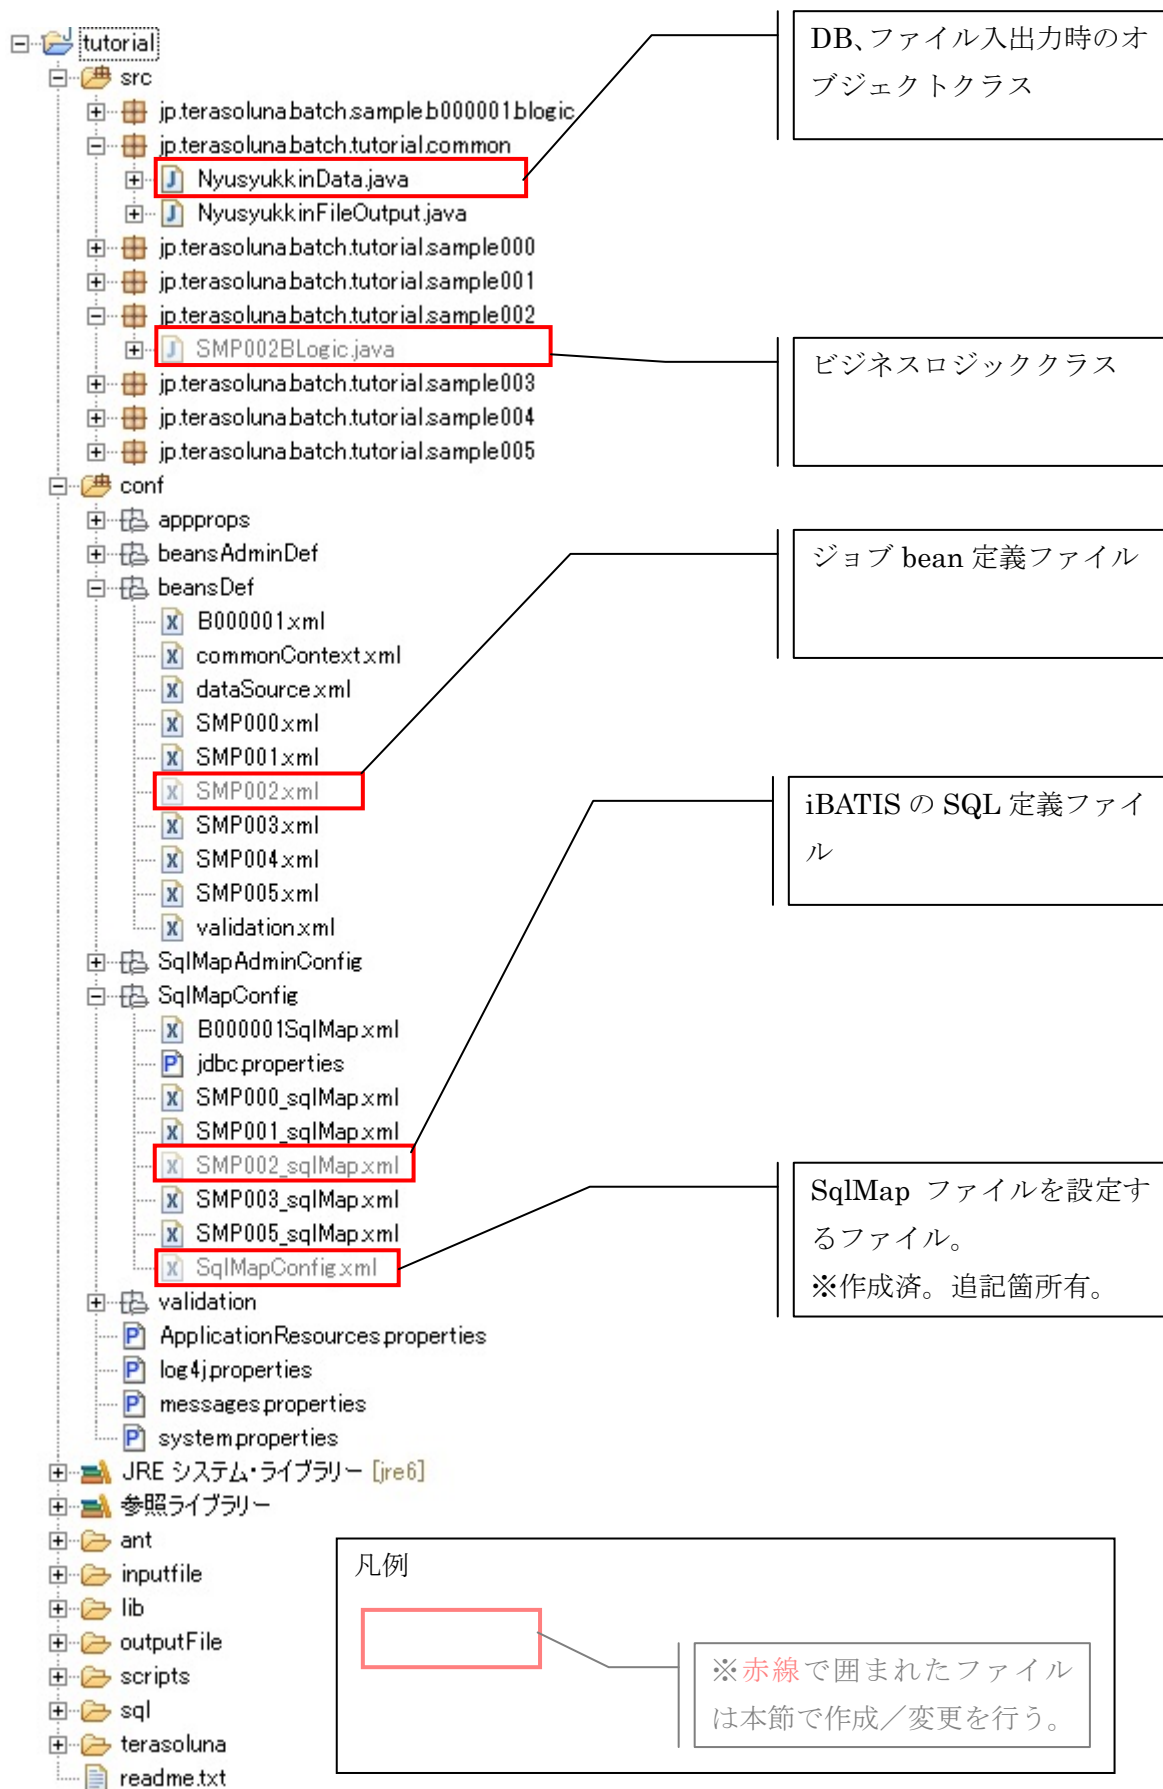 tutorial
src
jp.terasoluna.batch.sample.b000001.blogic
jp.terasoluna.batch.tutorial.common
NyusyukkinData.java
NyusyukkinFileOutput.java
jp.terasoluna.batch.tutorial.sample000
jp.terasoluna.batch.tutorial.sample001
jp.terasoluna.batch.tutorial.sample002
SMP002BLogic.java
jp.terasoluna.batch.tutorial.sample003
jp.terasoluna.batch.tutorial.sample004
jp.terasoluna.batch.tutorial.sample005
conf
appprops
beansAdminDef
beansDef
B000001.xml
commonContext.xml
dataSource.xml
SMP000.xml
SMP001.xml
SMP002.xml
SMP003.xml
SMP004.xml
SMP005.xml
validation.xml
SqlMapAdminConfig
SqlMapConfig
B000001SqlMap.xml
jdbc.properties
SMP000_sqlMap.xml
SMP001_sqlMap.xml
SMP002_sqlMap.xml
SMP003_sqlMap.xml
SMP005_sqlMap.xml
SqlMapConfig.xml
validation
ApplicationResources.properties
log4j.properties
messages.properties
system.properties
JRE システム・ライブラリー [jre6]
参照ライブラリー
ant
inputfile
lib
outputFile
scripts
sql
terasoluna
readme.txt
DB、ファイル入出力時のオ
ブジェクトクラス
ビジネスロジッククラス
ジョブ bean 定義ファイル
iBATIS の SQL 定義ファイ
ル
SqlMap ファイルを設定す
るファイル。
※作成済。追記箇所有。
凡例
※赤線で囲まれたファイル
は本節で作成／変更を行う。